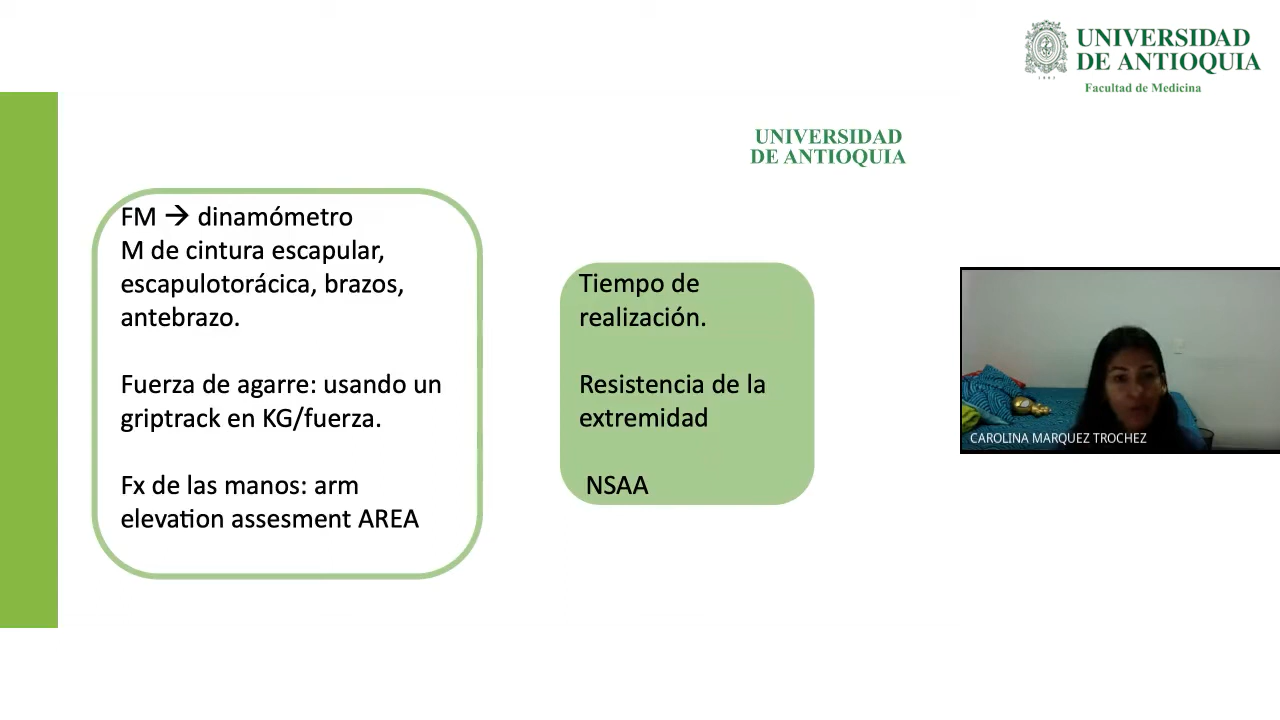 UNIVERSIDAD
DE ANTIOQUIA
1803
Facultad de Medicina
UNIVERSIDAD
DE ANTIOQUIA
FM → dinamómetro
M de cintura escapular,
escapulotorácica, brazos,
antebrazo.
Fuerza de agarre: usando un
griptrack en KG/fuerza.
Fx de las manos: arm
elevation assesment AREA
Tiempo de
realización.
Resistencia de la
extremidad
NSAA
CAROLINA MARQUEZ TROCHEZ